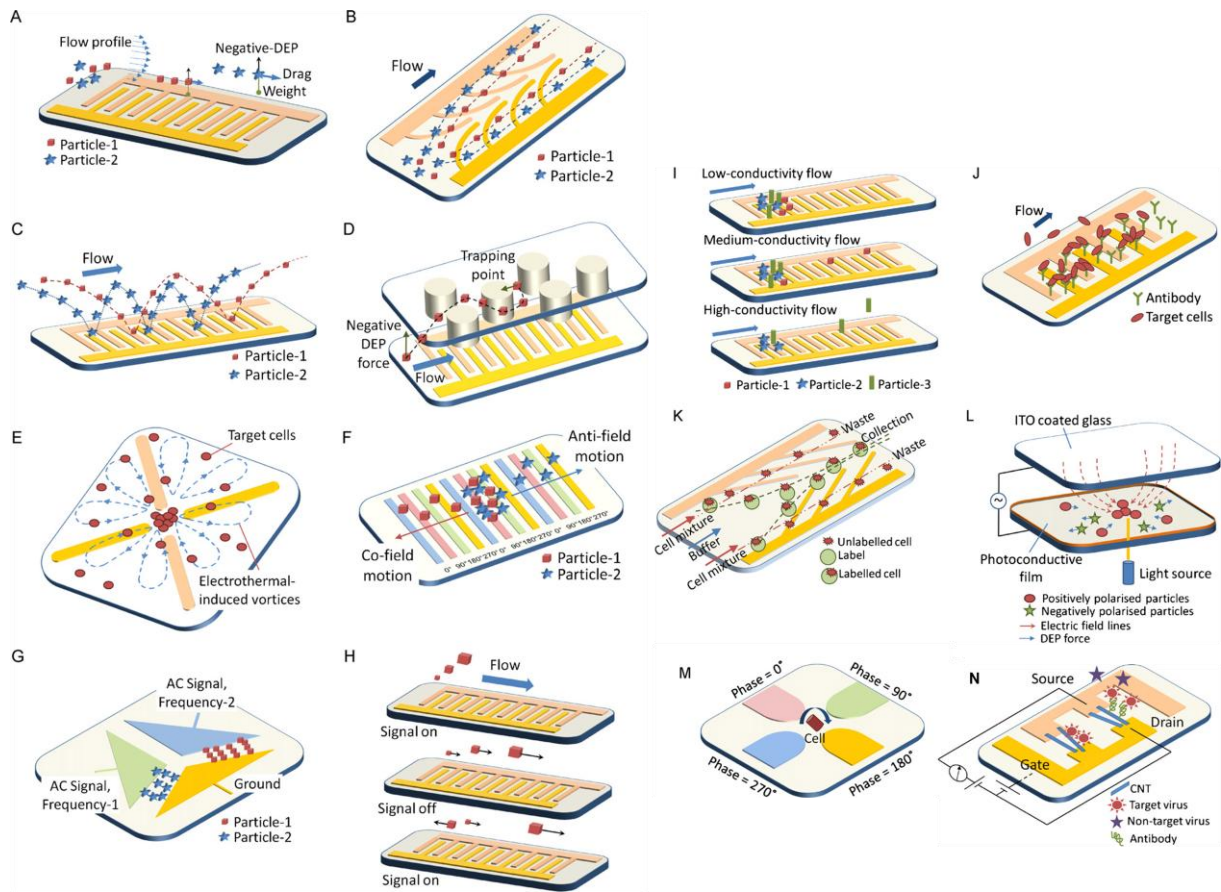 A
Flow profile
Negative-DEP
Drag
Weight
Particle-1
Particle-2
B
Flow
Particle-1
Particle-2
C
Flow
Particle-1
Particle-2
D
Trapping
point
Negative
DEP
force
Flow
E
Target cells
Electrothermal-
induced vortices
F
Anti-field
motion
Co-field
motion
0° 90°180°270° 0° 90°180°270° 0° 90°180°270°
Particle-1
Particle-2
G
AC Signal,
Frequency-2
AC Signal,
Frequency-1
Ground
Particle-1
Particle-2
H
Flow
Signal on
Signal off
Signal on
I
Low-conductivity flow
Medium-conductivity flow
High-conductivity flow
Particle-1 Particle-2 Particle-3
J
Flow
Antibody
Target cells
K
Waste
Collection
Waste
Cell mixture
Buffer
Cell mixture
Unlabelled cell
Label
Labelled cell
L
ITO coated glass
Photoconductive
film
Light source
Positively polarised particles
Negatively polarised particles
Electric field lines
DEP force
M
Phase = 0°
Phase = 90°
Cell
Phase = 270°
Phase = 180°
N
Source
Drain
Gate
CNT
Target virus
Non-target virus
Antibody